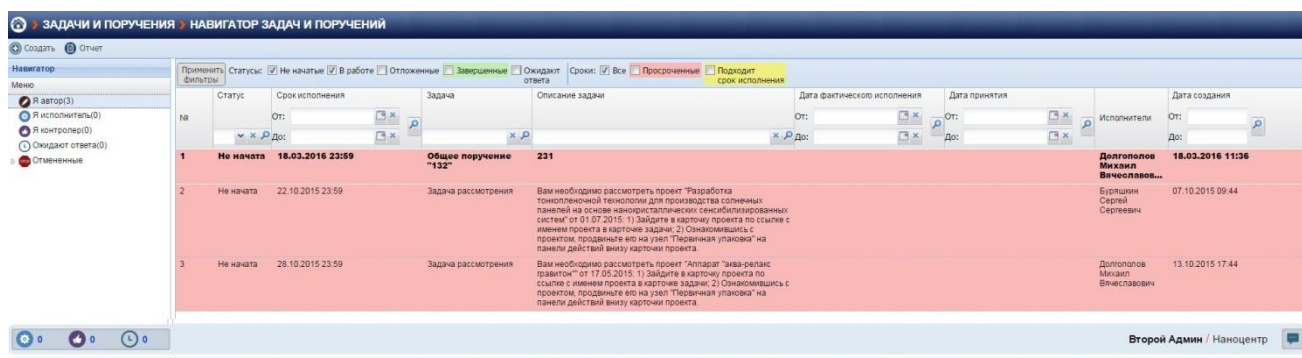 ЗАДАЧИ И ПОРУЧЕНИЯ НАВИГАТОР ЗАДАЧ И ПОРУЧЕНИЙ
Создать Отчет
Навигатор
Меню
Я автор(3)
Я исполнитель(0)
Я контролер(0)
Ожидают ответа(0)
Отмененные
Применить фильтры
Статусы: Не начатые В работе Отложенные Завершенные Ожидают ответа
Сроки: Все Просроченные Подходит срок исполнения
№ Статус Срок исполнения Задача Описание задачи Дата фактического исполнения Дата принятия Исполнители Дата создания
От: От: От: От:
До: До: До: До:
1 Не начата 18.03.2016 23:59 Общее поручение "132" 231 Долгополов Михаил Вячеславов... 18.03.2016 11:36
2 Не начата 22.10.2015 23:59 Задача рассмотрения
Вам необходимо рассмотреть проект "Разработка
тонкопленочной технологии для производства солнечных
панелей на основе нанокристаллических сенсибилизированных
систем" от 01.07.2015: 1) Зайдите в карточку проекта по ссылке с
именем проекта в карточке задачи; 2) Ознакомившись с
проектом, продвиньте его на узел "Первичная упаковка" на
панели действий внизу карточки проекта.
Буряшкин Сергей Сергеевич 07.10.2015 09:44
3 Не начата 28.10.2015 23:59 Задача рассмотрения
Вам необходимо рассмотреть проект "Аппарат "аква-релакс
гравитон"" от 17.05.2015: 1) Зайдите в карточку проекта по
ссылке с именем проекта в карточке задачи; 2) Ознакомившись с
проектом, продвиньте его на узел "Первичная упаковка" на
панели действий внизу карточки проекта.
Долгополов Михаил Вячеславович 13.10.2015 17:44
0 0 0
Второй Админ / Наноцентр